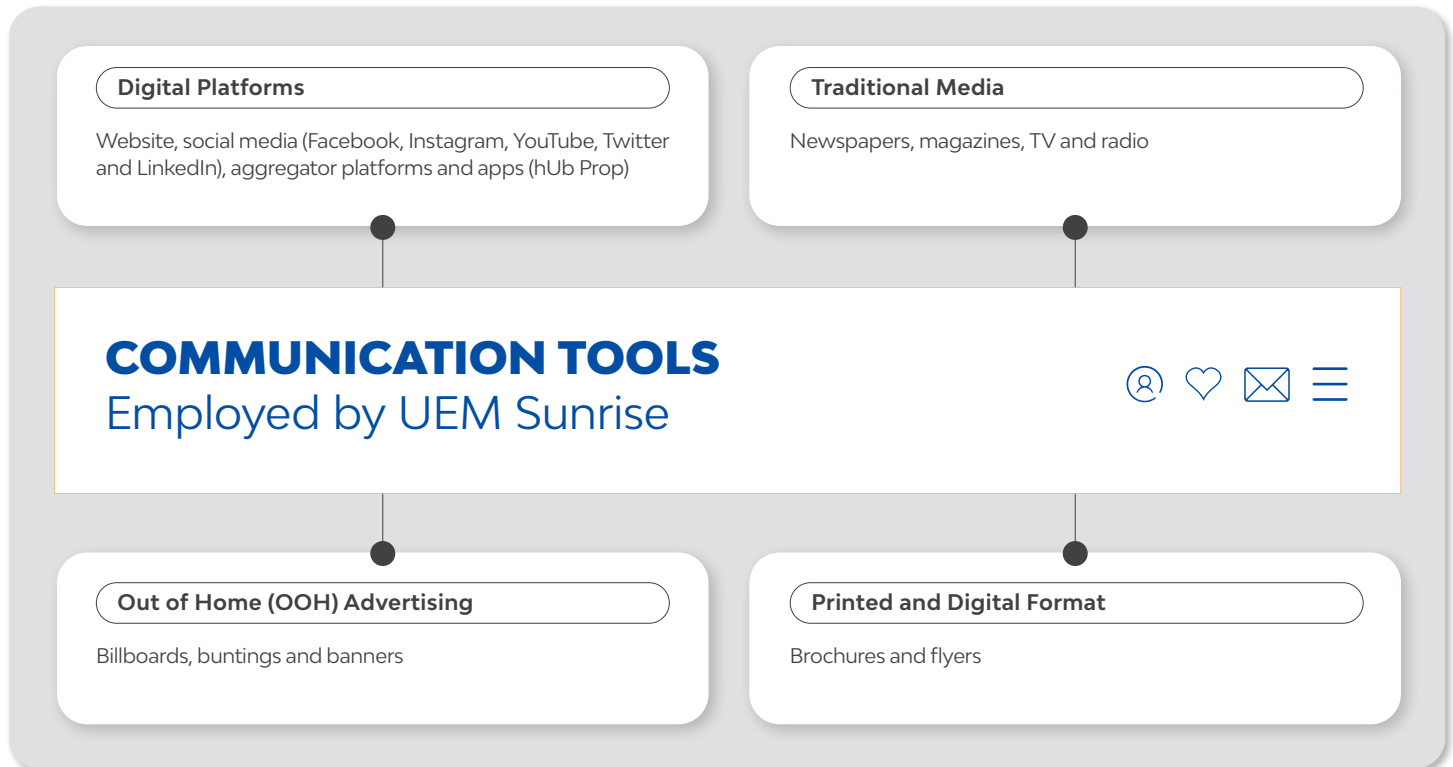 Digital Platforms
Website, social media (Facebook, Instagram, YouTube, Twitter
and LinkedIn), aggregator platforms and apps (hUb Prop)
Traditional Media
Newspapers, magazines, TV and radio
COMMUNICATION TOOLS
Employed by UEM Sunrise
Out of Home (OOH) Advertising
Billboards, buntings and banners
Printed and Digital Format
Brochures and flyers